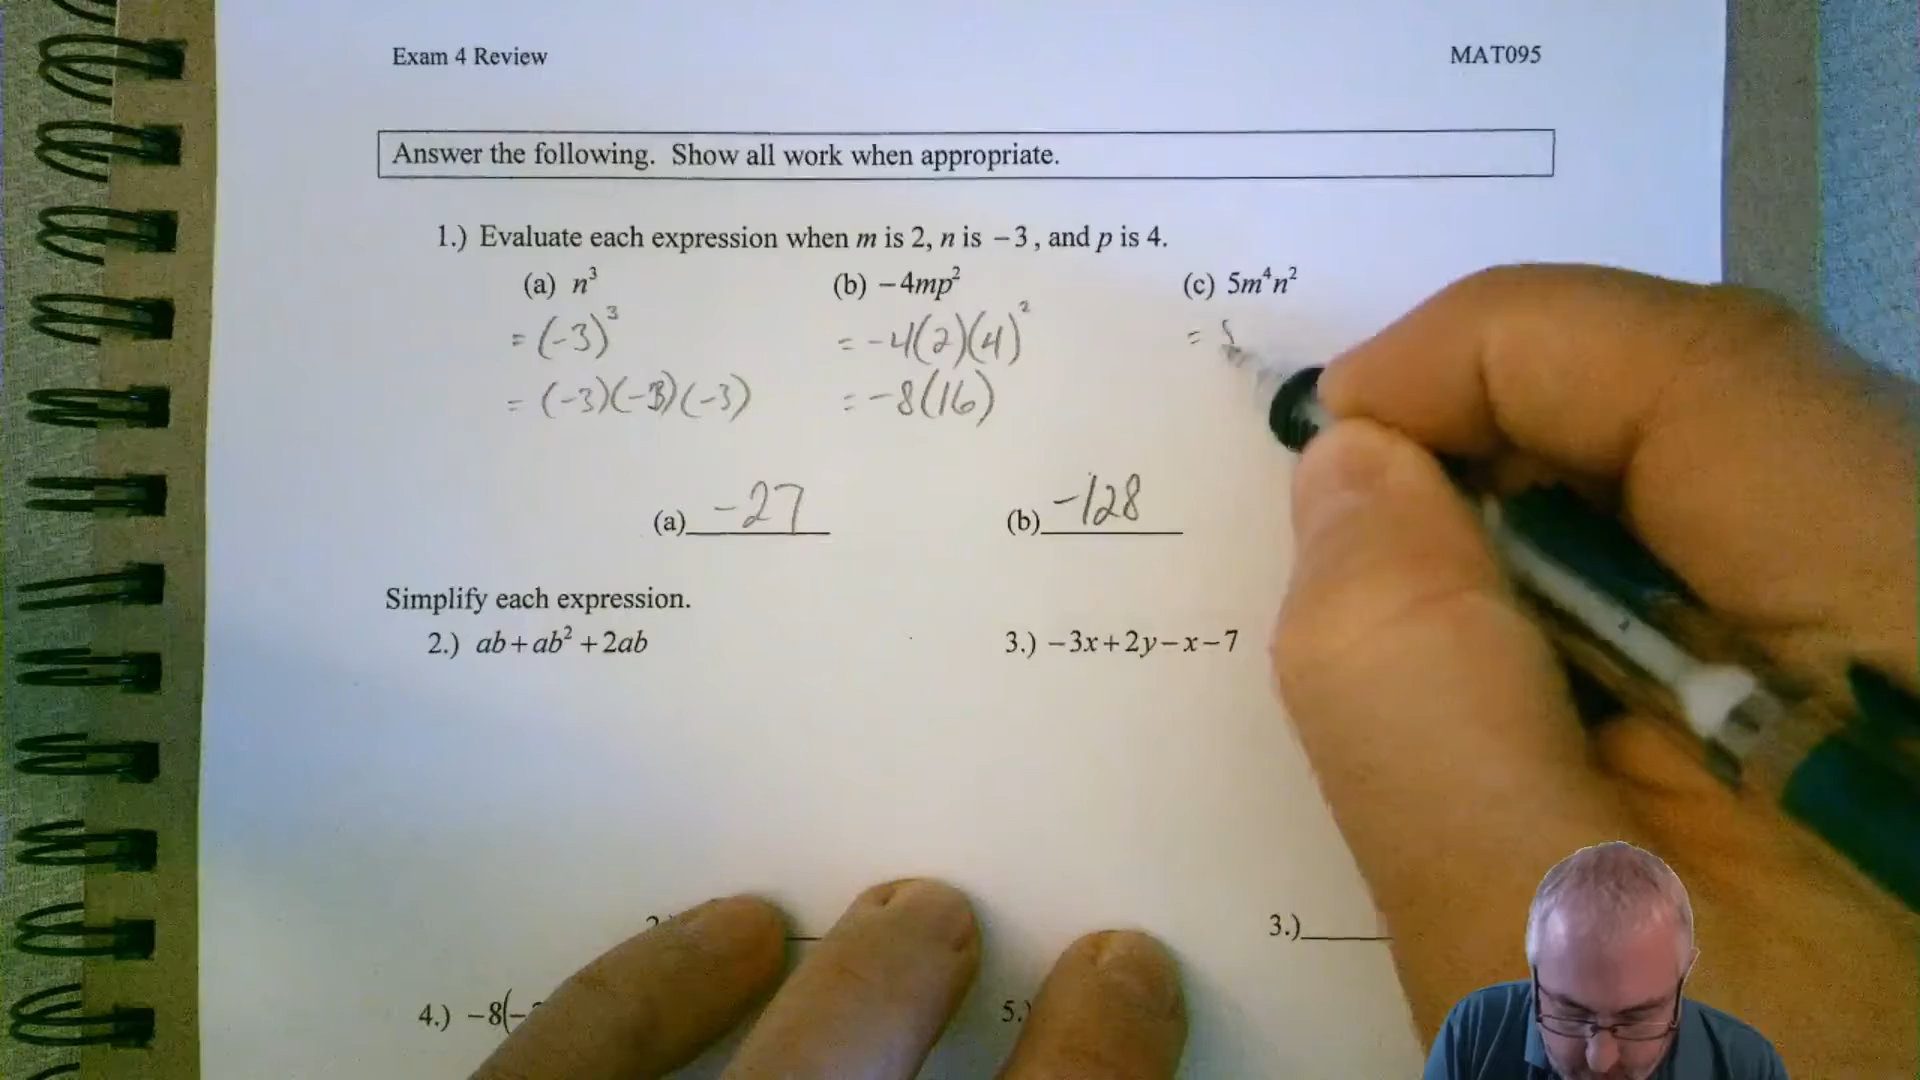 Exam 4 Review MAT095
Answer the following. Show all work when appropriate.
1.) Evaluate each expression when m is 2, n is −3, and p is 4.
(a) n³ (b) −4mp² (c) 5m⁴n²
= (-3)³ = -4(2)(4)² =
= (-3)(-3)(-3) = -8(16)
(a) -27 (b) -128
Simplify each expression.
2.) ab+ab²+2ab 3.) −3x+2y−x−7
3.)
4.) −8(− 5.)